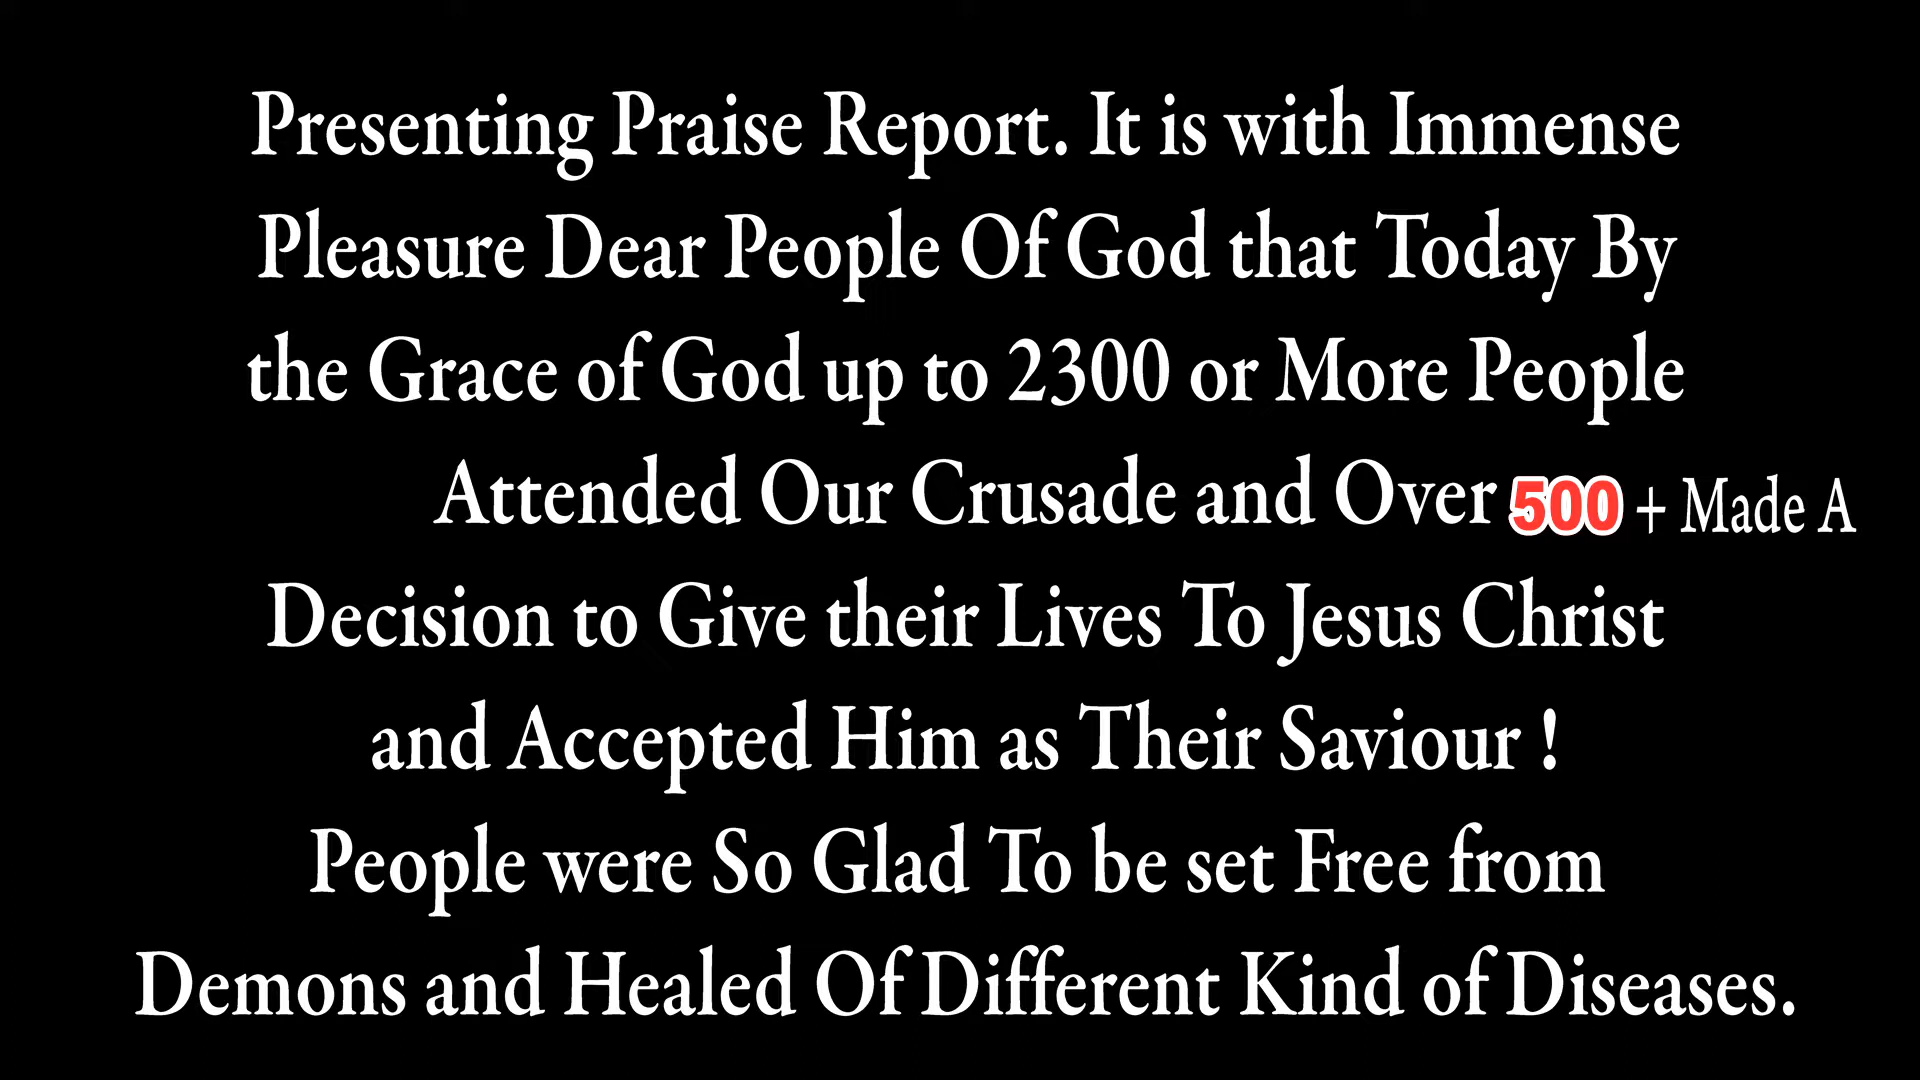 Presenting Praise Report. It is with Immense
Pleasure Dear People Of God that Today By
the Grace of God up to 2300 or More People
Attended Our Crusade and Over 500 + Made A
Decision to Give their Lives To Jesus Christ
and Accepted Him as Their Saviour !
People were So Glad To be set Free from
Demons and Healed Of Different Kind of Diseases.